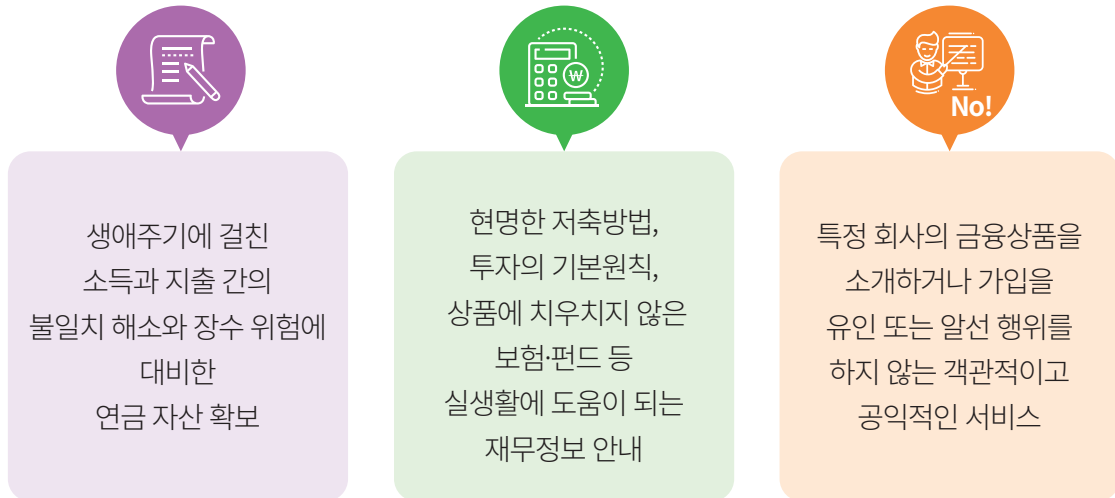 생애주기에 걸친
소득과 지출 간의
불일치 해소와 장수 위험에
대비한
연금 자산 확보
₩
현명한 저축방법,
투자의 기본원칙,
상품에 치우치지 않은
보험·펀드 등
실생활에 도움이 되는
재무정보 안내
No!
특정 회사의 금융상품을
소개하거나 가입을
유인 또는 알선 행위를
하지 않는 객관적이고
공익적인 서비스